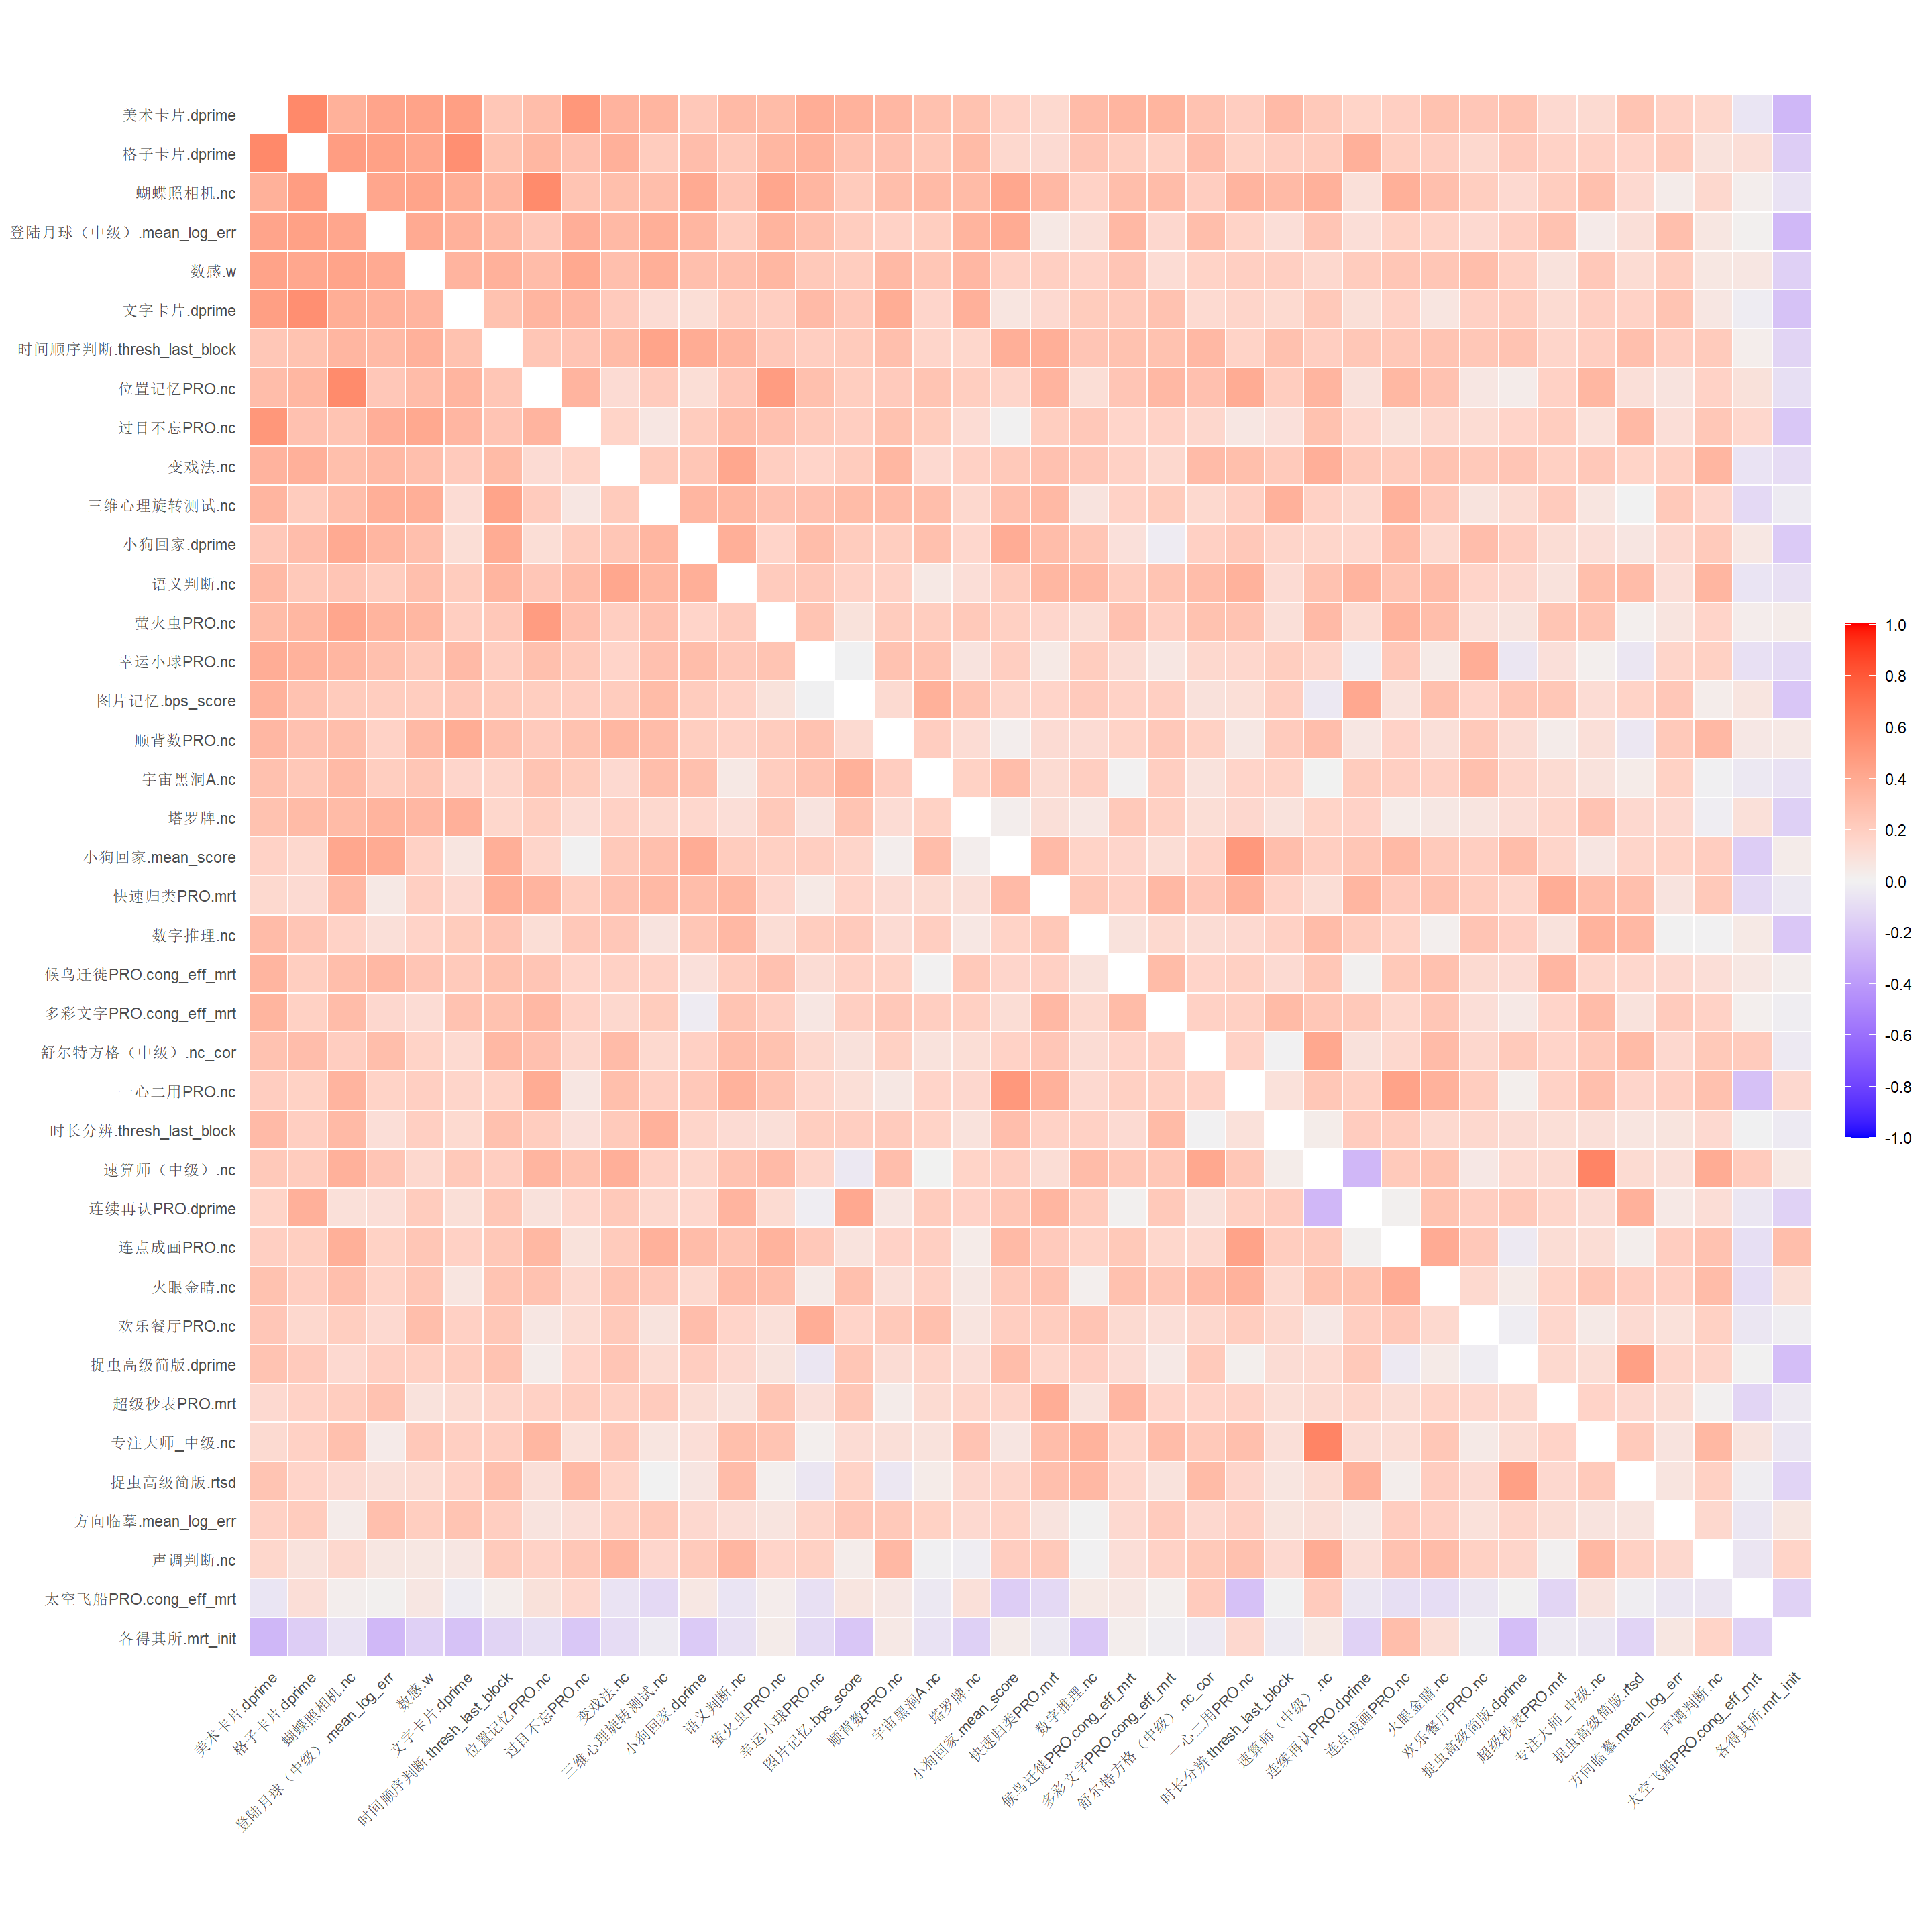 美术卡片.dprime
格子卡片.dprime
蝴蝶照相机.nc
登陆月球（中级）.mean_log_err
数感.w
文字卡片.dprime
时间顺序判断.thresh_last_block
位置记忆PRO.nc
过目不忘PRO.nc
变戏法.nc
三维心理旋转测试.nc
小狗回家.dprime
语义判断.nc
萤火虫PRO.nc
幸运小球PRO.nc
图片记忆.bps_score
顺背数PRO.nc
宇宙黑洞A.nc
塔罗牌.nc
小狗回家.mean_score
快速归类PRO.mrt
数字推理.nc
候鸟迁徙PRO.cong_eff_mrt
多彩文字PRO.cong_eff_mrt
舒尔特方格（中级）.nc_cor
一心二用PRO.nc
时长分辨.thresh_last_block
速算师（中级）.nc
连续再认PRO.dprime
连点成画PRO.nc
火眼金睛.nc
欢乐餐厅PRO.nc
捉虫高级简版.dprime
超级秒表PRO.mrt
专注大师_中级.nc
捉虫高级简版.rtsd
方向临摹.mean_log_err
声调判断.nc
太空飞船PRO.cong_eff_mrt
各得其所.mrt_init
美术卡片.dprime
格子卡片.dprime
蝴蝶照相机.nc
登陆月球（中级）.mean_log_err
数感.w
文字卡片.dprime
时间顺序判断.thresh_last_block
位置记忆PRO.nc
过目不忘PRO.nc
变戏法.nc
三维心理旋转测试.nc
小狗回家.dprime
语义判断.nc
萤火虫PRO.nc
幸运小球PRO.nc
图片记忆.bps_score
顺背数PRO.nc
宇宙黑洞A.nc
塔罗牌.nc
小狗回家.mean_score
快速归类PRO.mrt
数字推理.nc
候鸟迁徙PRO.cong_eff_mrt
多彩文字PRO.cong_eff_mrt
舒尔特方格（中级）.nc_cor
一心二用PRO.nc
时长分辨.thresh_last_block
速算师（中级）.nc
连续再认PRO.dprime
连点成画PRO.nc
火眼金睛.nc
欢乐餐厅PRO.nc
捉虫高级简版.dprime
超级秒表PRO.mrt
专注大师_中级.nc
捉虫高级简版.rtsd
方向临摹.mean_log_err
声调判断.nc
太空飞船PRO.cong_eff_mrt
各得其所.mrt_init
1.0
0.8
0.6
0.4
0.2
0.0
-0.2
-0.4
-0.6
-0.8
-1.0